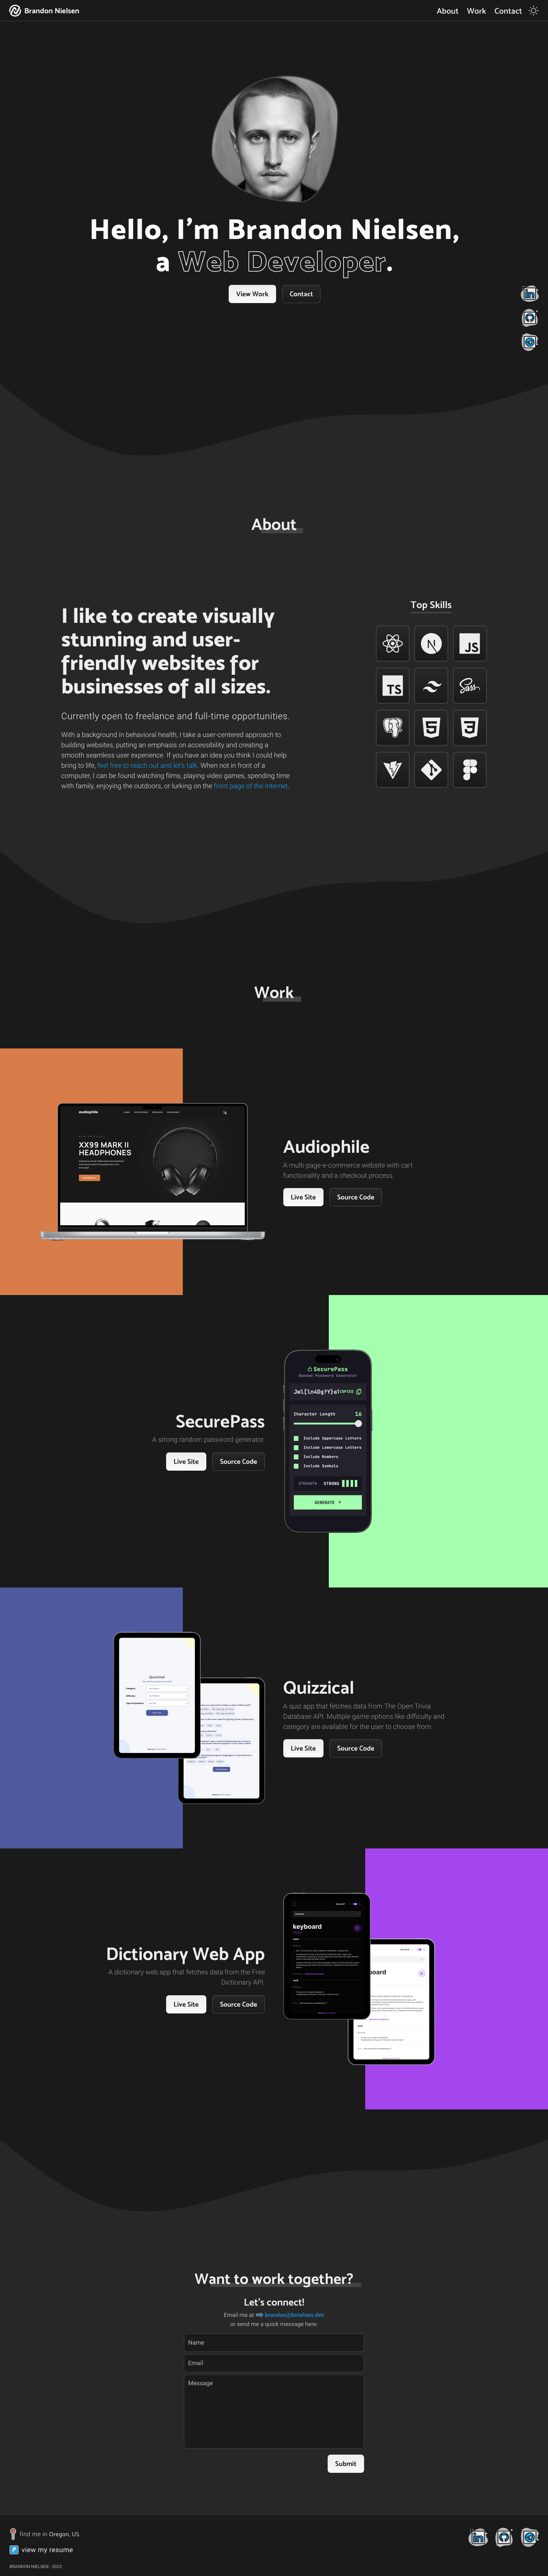 Brandon Nielsen
About Work Contact
Hello, I'm Brandon Nielsen,
a Web Developer.
View Work Contact
About
I like to create visually
stunning and user-
friendly websites for
businesses of all sizes.
Currently open to freelance and full-time opportunities.
With a background in behavioral health, I take a user-centered approach to
building websites, putting an emphasis on accessibility and creating a
smooth seamless user experience. If you have an idea you think I could help
bring to life, feel free to reach out and let's talk. When not in front of a
computer, I can be found watching films, playing video games, spending time
with family, enjoying the outdoors, or lurking on the front page of the internet.
Top Skills
N JS
TS Sass
5 3
Work
audiophile
XX99 MARK II
HEADPHONES
Audiophile
A multi-page e-commerce website with cart
functionality and a checkout process.
Live Site Source Code
SecurePass
A strong random password generator.
Live Site Source Code
SecurePass
Random Password Generator
COPIED
Character Length 16
Include Uppercase Letters
Include Lowercase Letters
Include Numbers
Include Symbols
STRENGTH STRONG
GENERATE
Quizzical
Quizzical
A quiz app that fetches data from The Open Trivia
Database API. Multiple game options like difficulty and
category are available for the user to choose from.
Live Site Source Code
Dictionary Web App
A dictionary web app that fetches data from the Free
Dictionary API.
Live Site Source Code
keyboard
Want to work together?
Let's connect!
Email me at brandon@bnielsen.dev
or send me a quick message here:
Name
Email
Message
Submit
find me in Oregon, US
view my resume
BRANDON NIELSEN - 2023